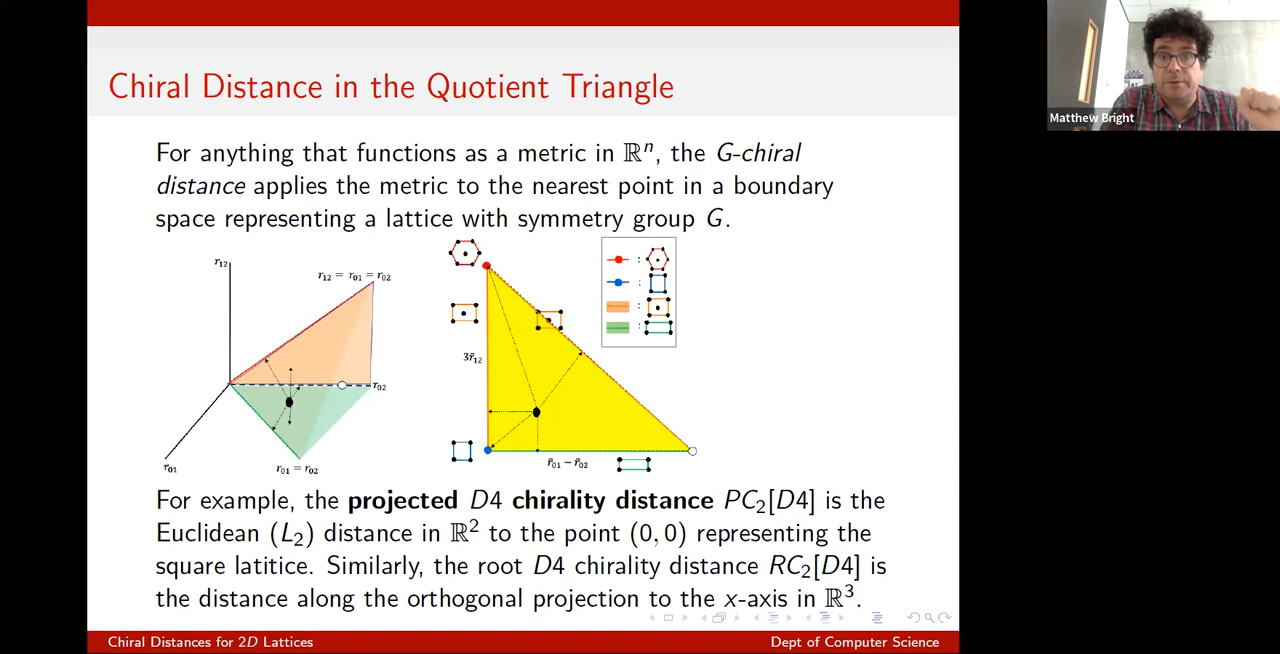 Chiral Distance in the Quotient Triangle
Matthew Bright
For anything that functions as a metric in ℝⁿ, the G-chiral
distance applies the metric to the nearest point in a boundary
space representing a lattice with symmetry group G.
r₁₂
r₁₂ = r₀₁ = r₀₂
r₀₂
r₀₁
r₀₁ = r₀₂
3r̄₁₂
r̄₀₁ − r̄₀₂
:
:
:
:
For example, the projected D4 chirality distance PC₂[D4] is the
Euclidean (L₂) distance in ℝ² to the point (0, 0) representing the
square latitice. Similarly, the root D4 chirality distance RC₂[D4] is
the distance along the orthogonal projection to the x-axis in ℝ³.
Chiral Distances for 2D Lattices
Dept of Computer Science